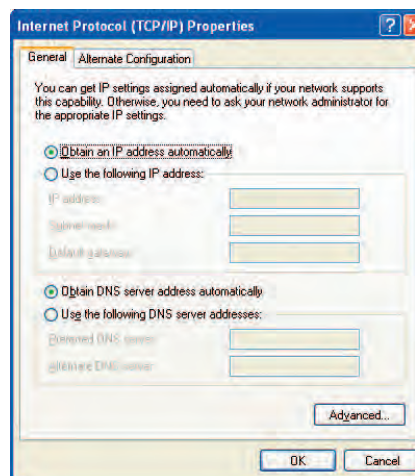 Internet Protocol (TCP/IP) Properties
General
Alternate Configuration
You can get IP settings assigned automatically if your network supports
this capability. Otherwise, you need to ask your network administrator for
the appropriate IP settings.
Obtain an IP address automatically
Use the following IP address:
IP address:
Subnet mask:
Default gateway:
Obtain DNS server address automatically
Use the following DNS server addresses:
Preferred DNS server:
Alternate DNS server:
Advanced...
OK
Cancel